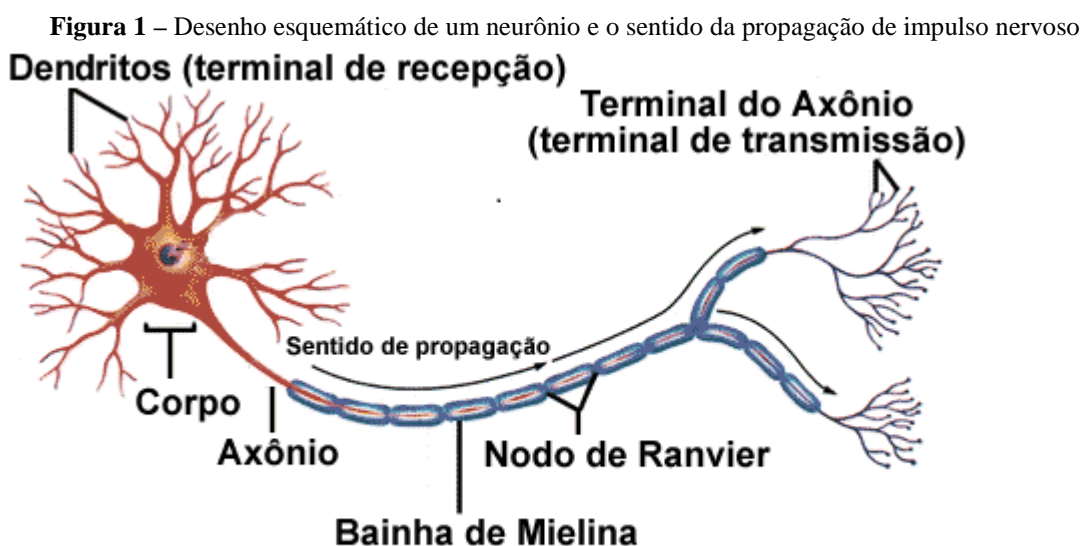 Figura 1 – Desenho esquemático de um neurônio e o sentido da propagação de impulso nervoso
Dendritos (terminal de recepção)
Terminal do Axônio
(terminal de transmissão)
Sentido de propagação
Corpo
Axônio
Nodo de Ranvier
Bainha de Mielina